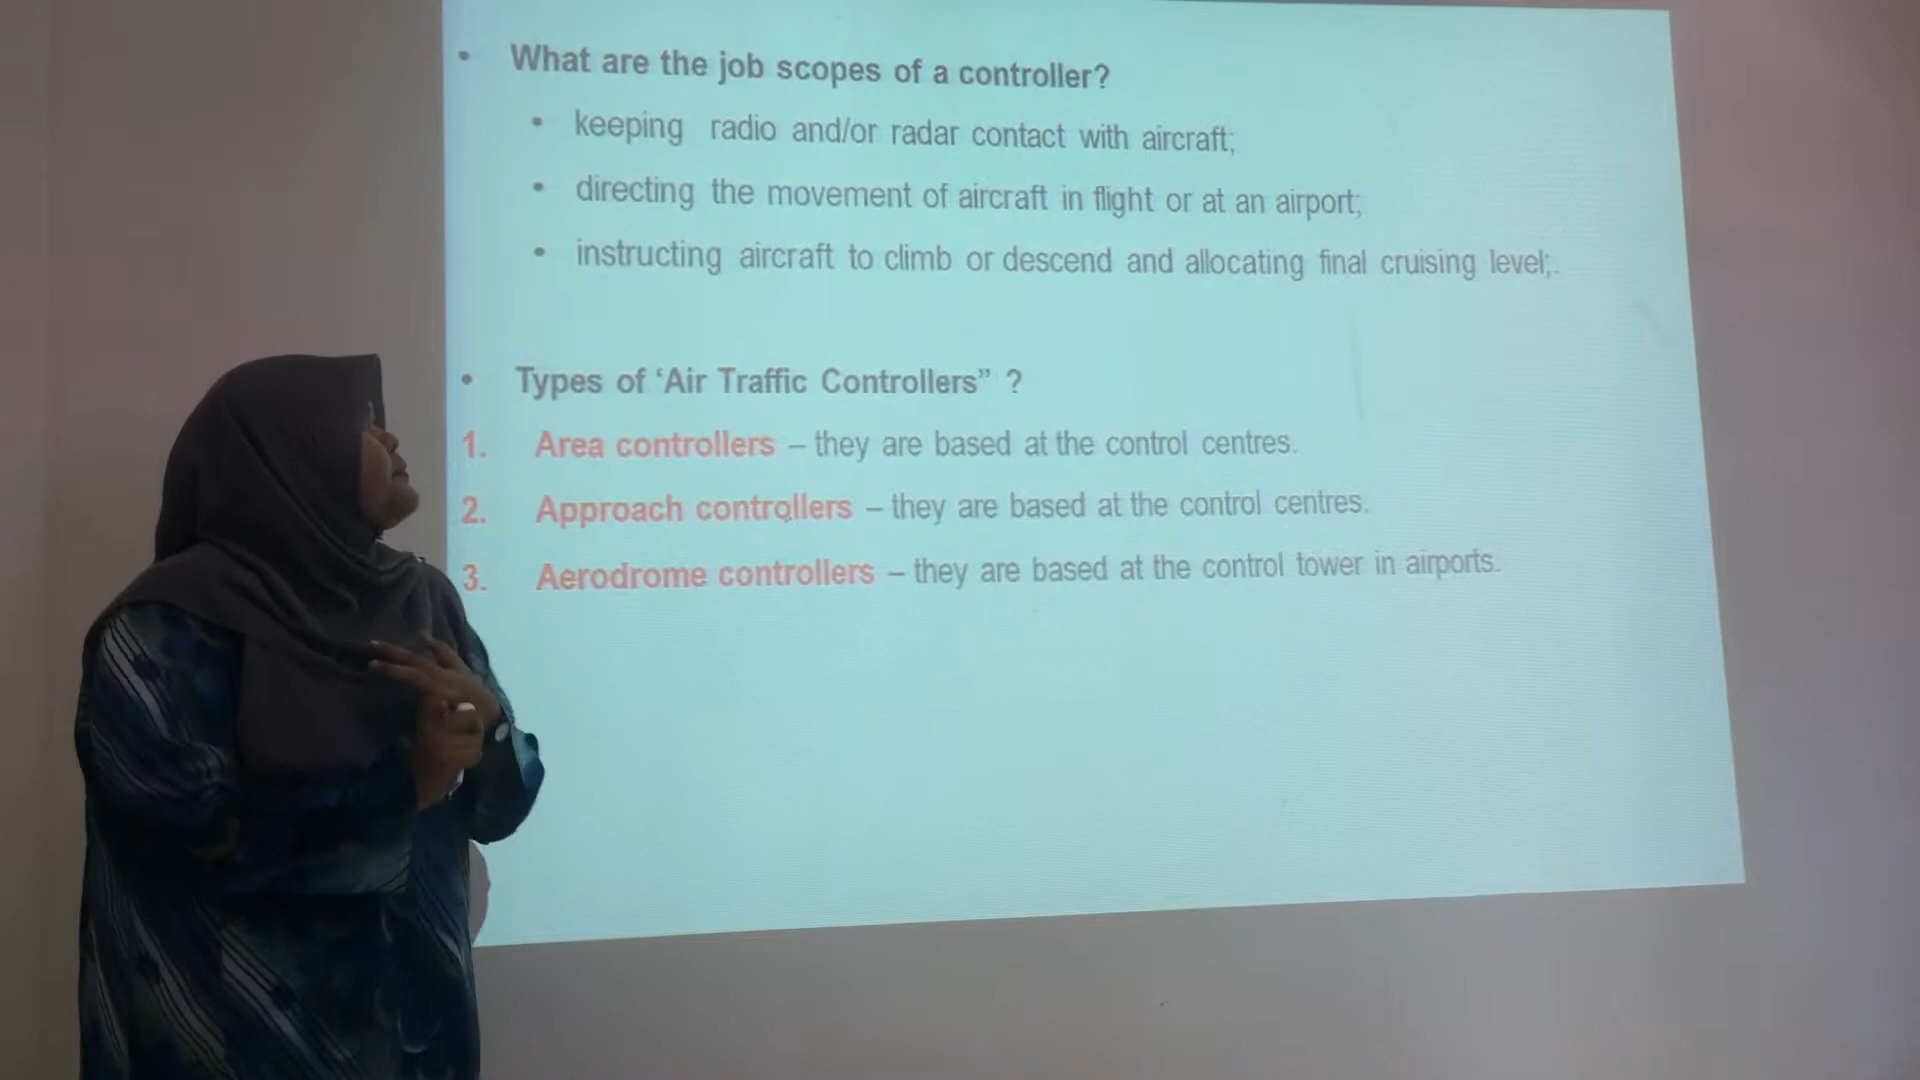 • What are the job scopes of a controller?
• keeping radio and/or radar contact with aircraft;
• directing the movement of aircraft in flight or at an airport;
• instructing aircraft to climb or descend and allocating final cruising level;.
• Types of ‘Air Traffic Controllers” ?
1. Area controllers – they are based at the control centres.
2. Approach controllers – they are based at the control centres.
3. Aerodrome controllers – they are based at the control tower in airports.